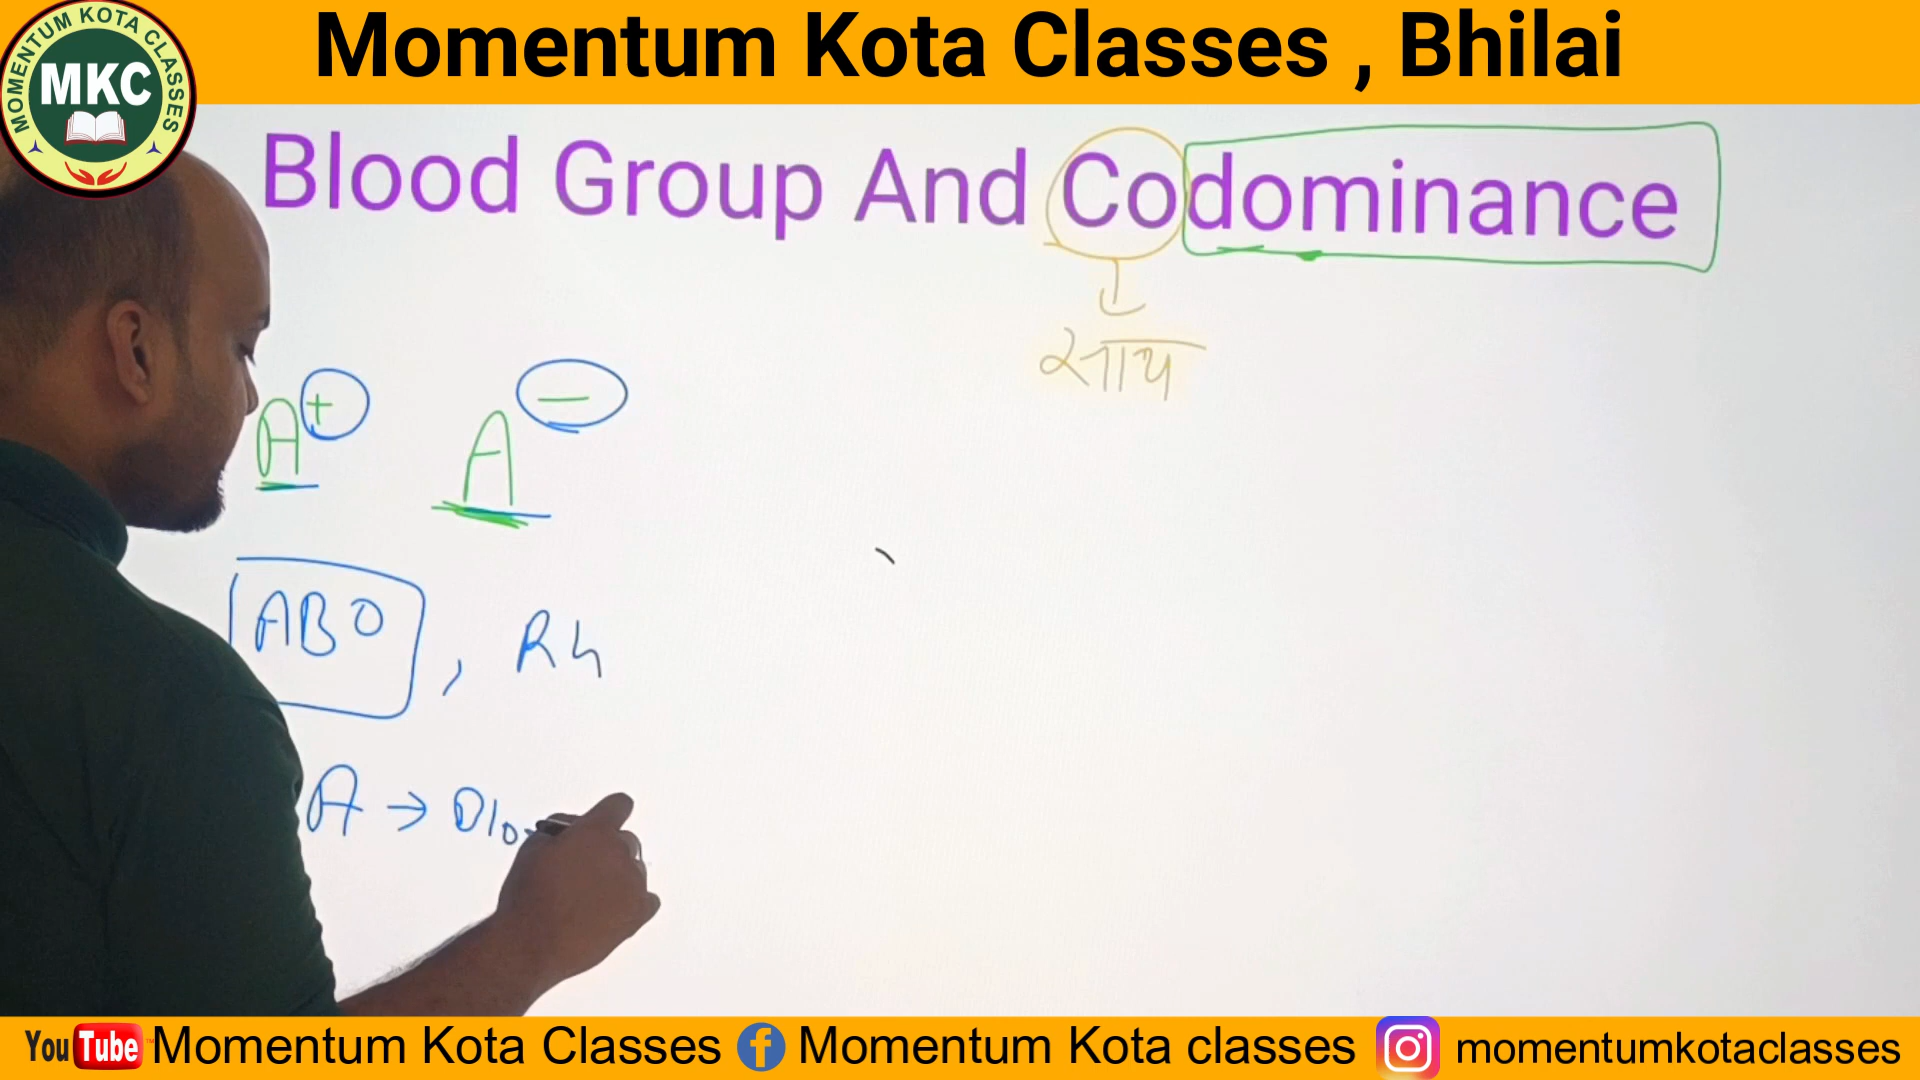 Momentum Kota Classes , Bhilai
MOMENTUM KOTA CLASSES
MKC
Blood Group And Codominance
साथ
A+ A-
ABO , Rh
A → Blo
YouTube Momentum Kota Classes Momentum Kota classes momentumkotaclasses